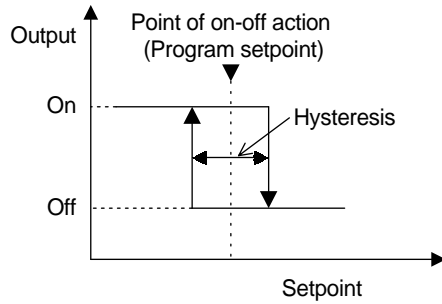 Output
Point of on-off action
(Program setpoint)
On
Hysteresis
Off
Setpoint